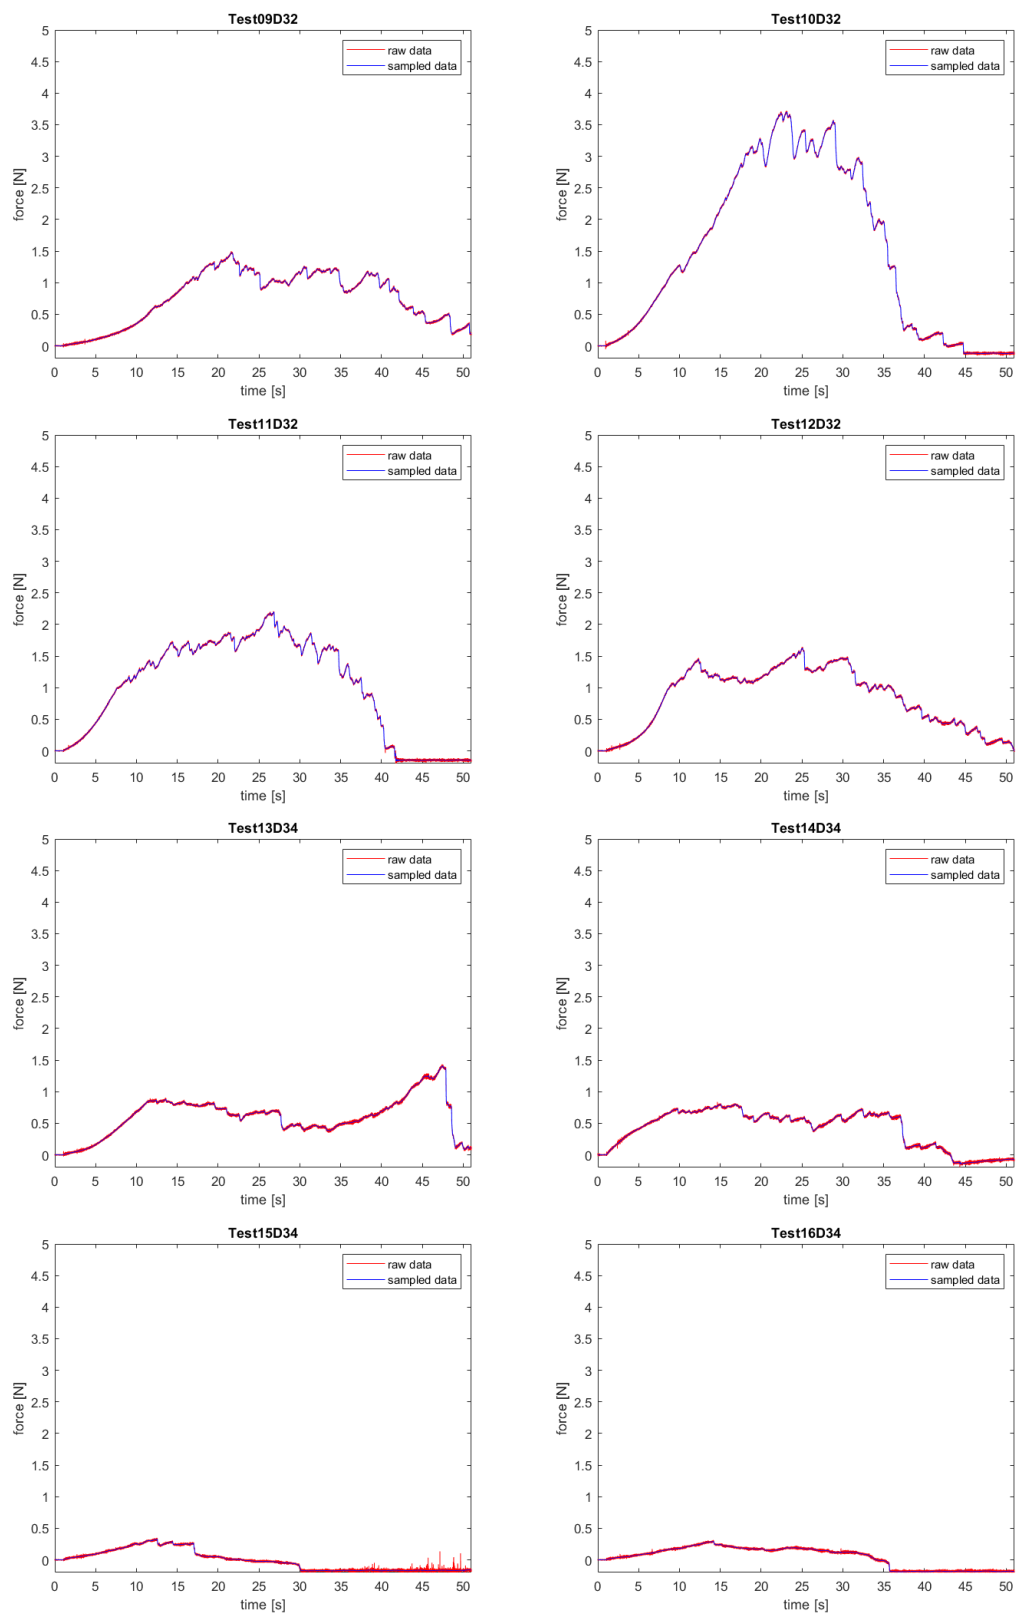 Test09D32
raw data
sampled data
5
4.5
4
3.5
3
2.5
2
1.5
1
0.5
0
force [N]
0 5 10 15 20 25 30 35 40 45 50
time [s]
Test10D32
raw data
sampled data
5
4.5
4
3.5
3
2.5
2
1.5
1
0.5
0
force [N]
0 5 10 15 20 25 30 35 40 45 50
time [s]
Test11D32
raw data
sampled data
5
4.5
4
3.5
3
2.5
2
1.5
1
0.5
0
force [N]
0 5 10 15 20 25 30 35 40 45 50
time [s]
Test12D32
raw data
sampled data
5
4.5
4
3.5
3
2.5
2
1.5
1
0.5
0
force [N]
0 5 10 15 20 25 30 35 40 45 50
time [s]
Test13D34
raw data
sampled data
5
4.5
4
3.5
3
2.5
2
1.5
1
0.5
0
force [N]
0 5 10 15 20 25 30 35 40 45 50
time [s]
Test14D34
raw data
sampled data
5
4.5
4
3.5
3
2.5
2
1.5
1
0.5
0
force [N]
0 5 10 15 20 25 30 35 40 45 50
time [s]
Test15D34
raw data
sampled data
5
4.5
4
3.5
3
2.5
2
1.5
1
0.5
0
force [N]
0 5 10 15 20 25 30 35 40 45 50
time [s]
Test16D34
raw data
sampled data
5
4.5
4
3.5
3
2.5
2
1.5
1
0.5
0
force [N]
0 5 10 15 20 25 30 35 40 45 50
time [s]